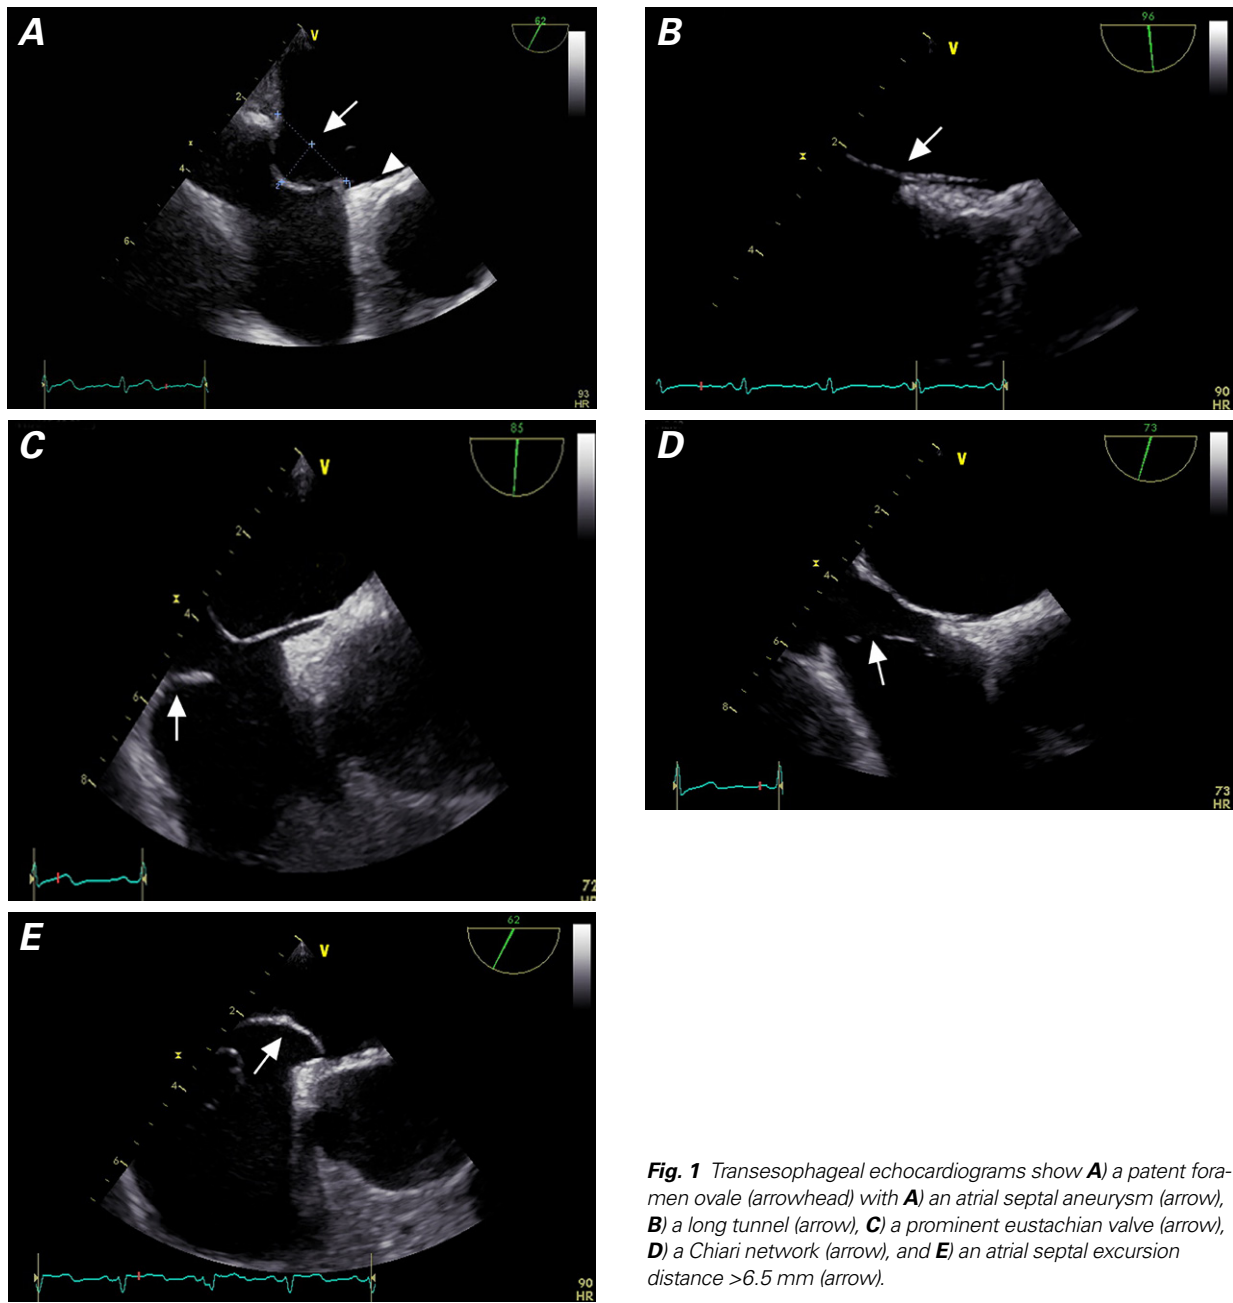 A
62
V
2
4
6
93
HR
B
96
V
2
4
90
HR
C
85
V
2
4
6
8
72
HR
D
73
V
2
4
6
8
73
HR
E
62
V
2
4
6
90
HR
Fig. 1 Transesophageal echocardiograms show A) a patent fora-
men ovale (arrowhead) with A) an atrial septal aneurysm (arrow),
B) a long tunnel (arrow), C) a prominent eustachian valve (arrow),
D) a Chiari network (arrow), and E) an atrial septal excursion
distance >6.5 mm (arrow).